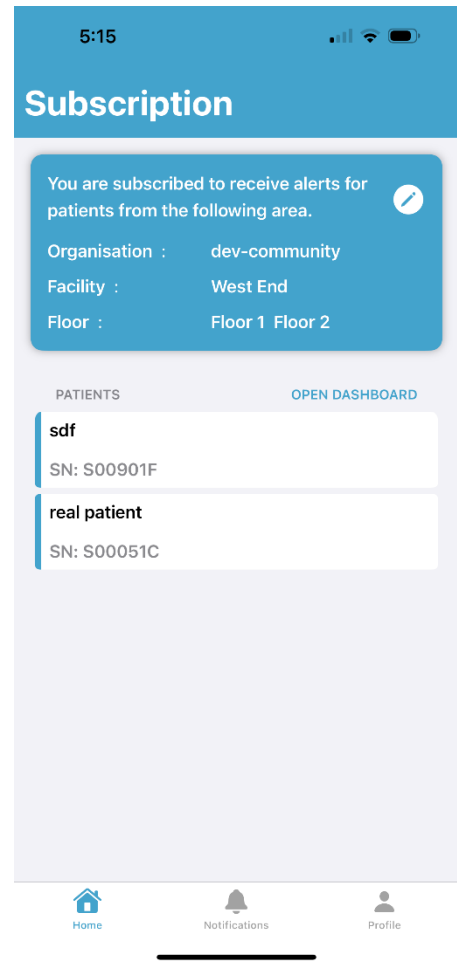 5:15
Subscription
You are subscribed to receive alerts for
patients from the following area.
Organisation : dev-community
Facility : West End
Floor : Floor 1 Floor 2
PATIENTS OPEN DASHBOARD
sdf
SN: S00901F
real patient
SN: S00051C
Home Notifications Profile